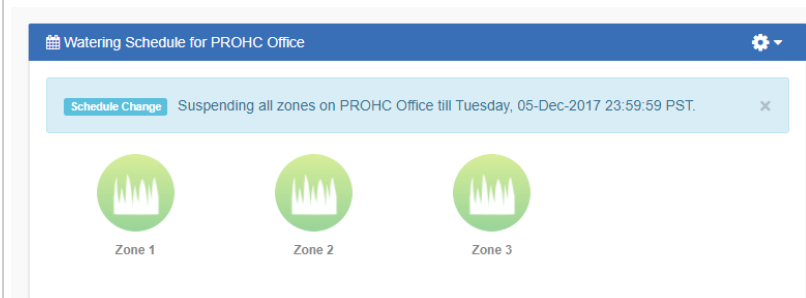 Watering Schedule for PROHC Office
Schedule Change Suspending all zones on PROHC Office till Tuesday, 05-Dec-2017 23:59:59 PST. ×
Zone 1 Zone 2 Zone 3